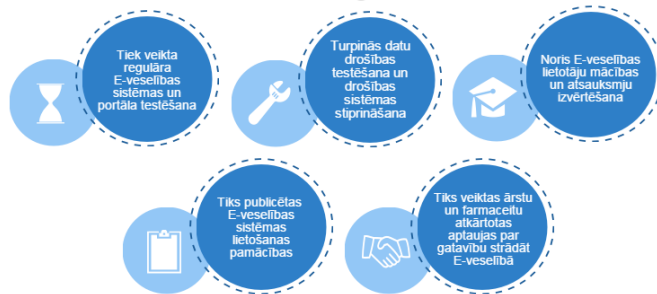 Tiek veikta
regulāra
E-veselības
sistēmas un
portāla testēšana
Turpinās datu
drošības
testēšana un
drošības
sistēmas
stiprināšana
Noris E-veselības
lietotāju mācības
un atsauksmju
izvērtēšana
Tiks publicētas
E-veselības
sistēmas
lietošanas
pamācības
Tiks veiktas ārstu
un farmaceitu
atkārtotas
aptaujas par
gatavību strādāt
E-veselībā